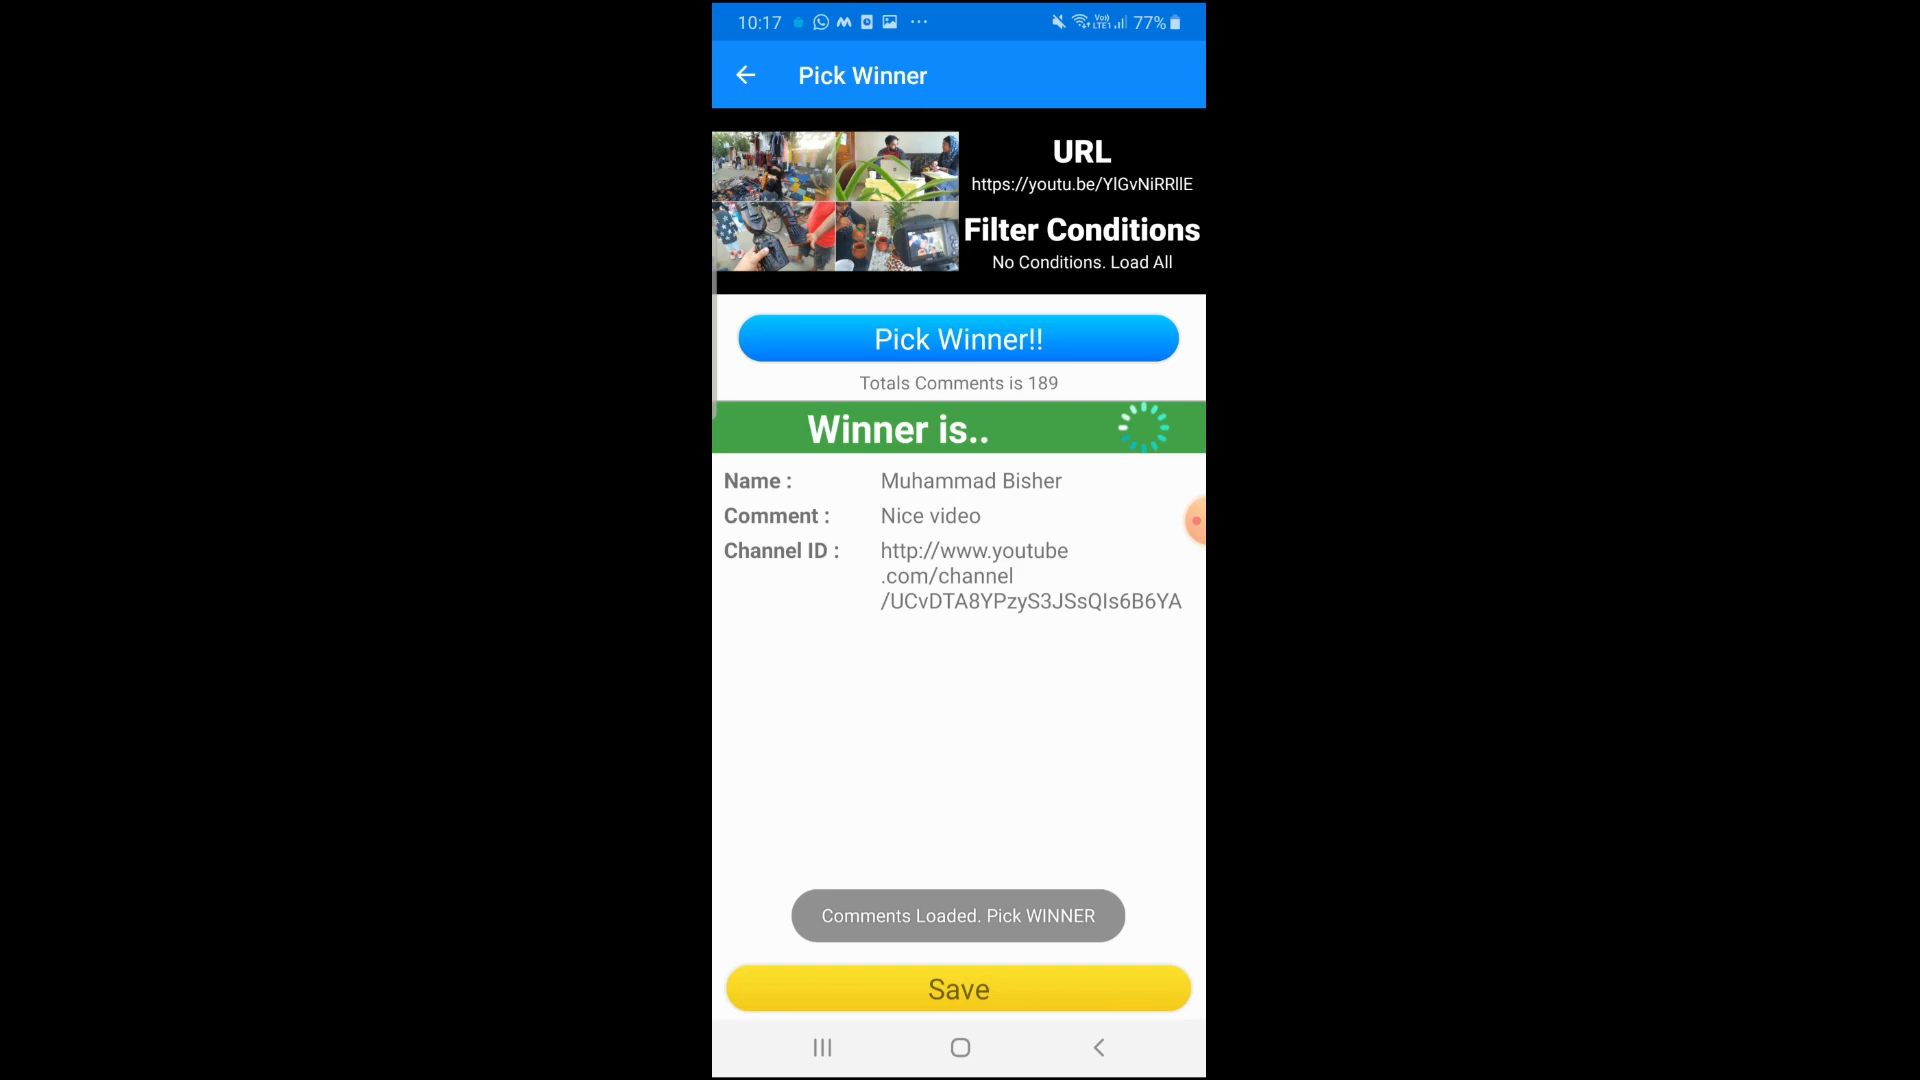 10:17 77%
Pick Winner
URL
https://youtu.be/YlGvNiRRllE
Filter Conditions
No Conditions. Load All
Pick Winner!!
Totals Comments is 189
Winner is..
Name : Muhammad Bisher
Comment : Nice video
Channel ID : http://www.youtube
.com/channel
/UCvDTA8YPzyS3JSsQIs6B6YA
Comments Loaded. Pick WINNER
Save